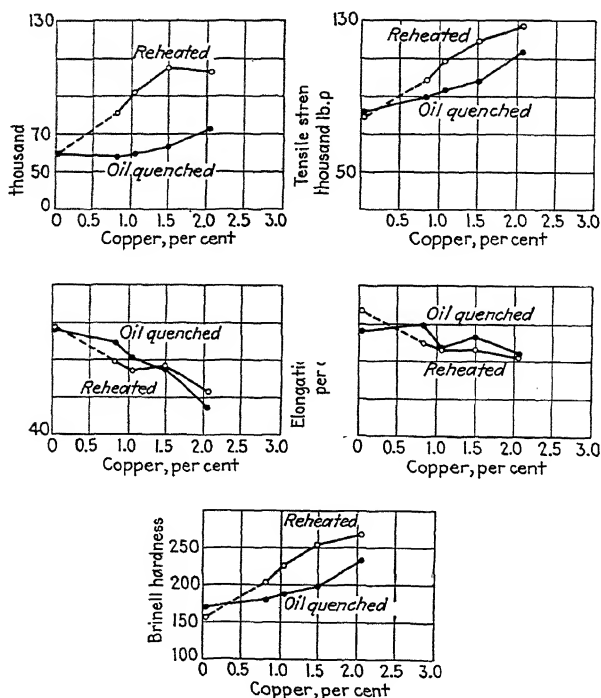 130
Reheated
70
50
0
thousand
Oil quenched
0 0.5 1.0 1.5 2.0 2.5 3.0
Copper, per cent
130
Reheated
Oil quenched
50
Tensile stren
thousand lb.p
0 0.5 1.0 1.5 2.0 2.5 3.0
Copper, per cent
Oil quenched
Reheated
40
0 0.5 1.0 1.5 2.0 2.5 3.0
Copper, per cent
Oil quenched
Reheated
Elongati
per
0 0.5 1.0 1.5 2.0 2.5 3.0
Copper, per cent
Reheated
250
200
150
100
Brinell hardness
Oil quenched
0 0.5 1.0 1.5 2.0 2.5 3.0
Copper, per cent